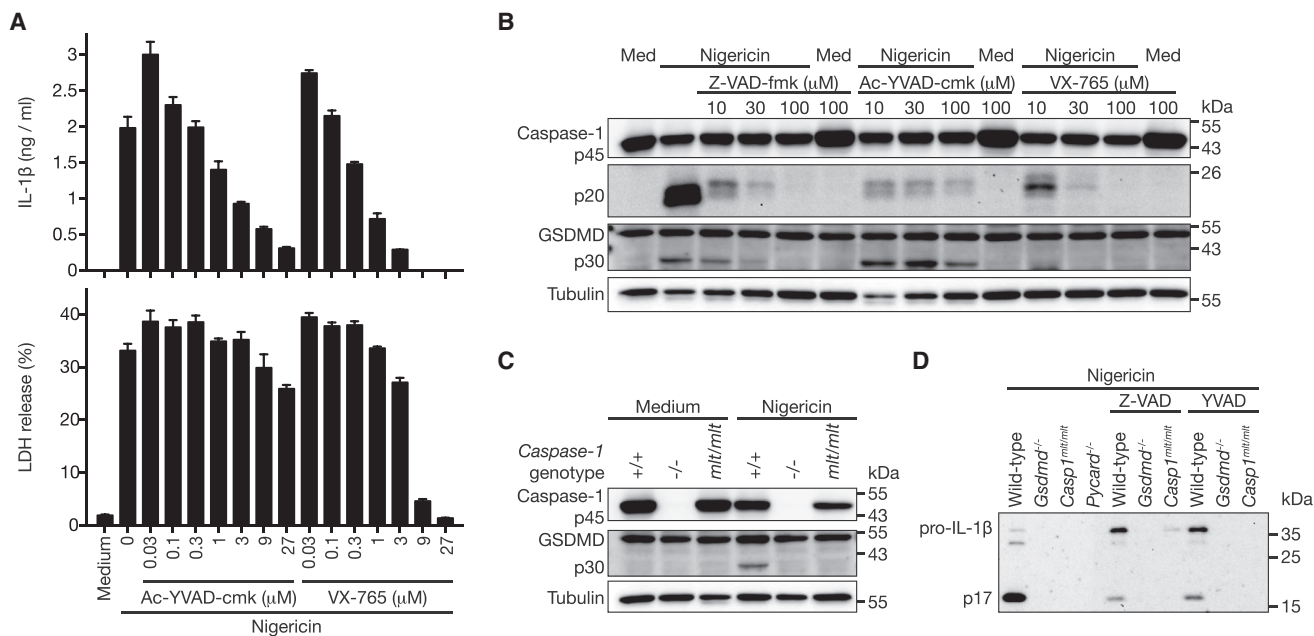 A
IL-1β (ng / ml)
3
2.5
2
1.5
1
0.5
0
LDH release (%)
40
30
20
10
0
Medium 0 0.03 0.1 0.3 1 3 9 27 0.03 0.1 0.3 1 3 9 27
Ac-YVAD-cmk (μM) VX-765 (μM)
Nigericin
B
Med Nigericin Med Nigericin Med Nigericin Med
Z-VAD-fmk (μM) Ac-YVAD-cmk (μM) VX-765 (μM)
10 30 100 100 10 30 100 100 10 30 100 100 kDa
Caspase-1 55
p45 43
26
p20
GSDMD 55
43
p30
Tubulin 55
C
Medium Nigericin
Caspase-1 genotype +/+ -/- mlt/mlt +/+ -/- mlt/mlt kDa
Caspase-1 55
p45 43
GSDMD 55
43
p30
Tubulin 55
D
Nigericin
Z-VAD YVAD
Wild-type Gsdmd-/- Casp1mlt/mlt Pycard-/- Wild-type Gsdmd-/- Casp1mlt/mlt Wild-type Gsdmd-/- Casp1mlt/mlt kDa
pro-IL-1β 35
25
p17 15